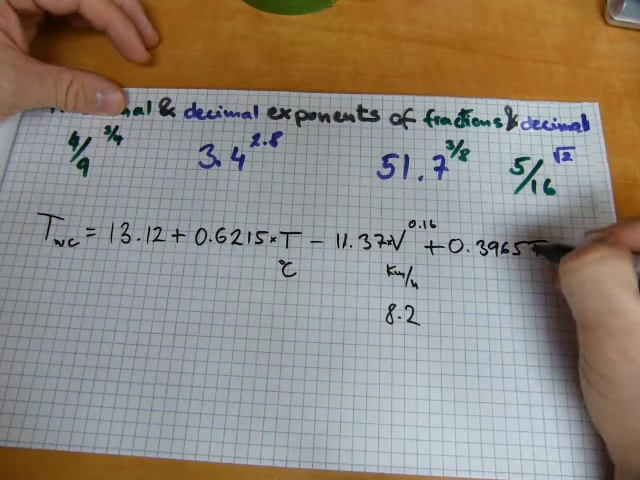 & decimal exponents of fractions & decimal
4/9^3/4 3.4^2.8 51.7^3/8 5/16^√2
Twc = 13.12 + 0.6215 × T − 11.37 × V^0.16 + 0.3965T
°C km/h
8.2